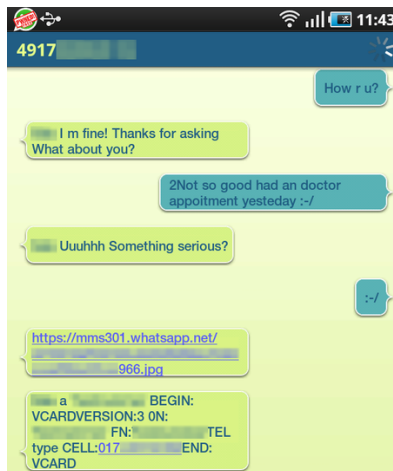 11:43
4917
How r u?
I m fine! Thanks for asking
What about you?
2Not so good had an doctor
appoitment yesteday :-/
Uuuhhh Something serious?
:-/
https://mms301.whatsapp.net/
966.jpg
a BEGIN:
VCARDVERSION:3 0N:
FN: TEL
type CELL:017 END:
VCARD